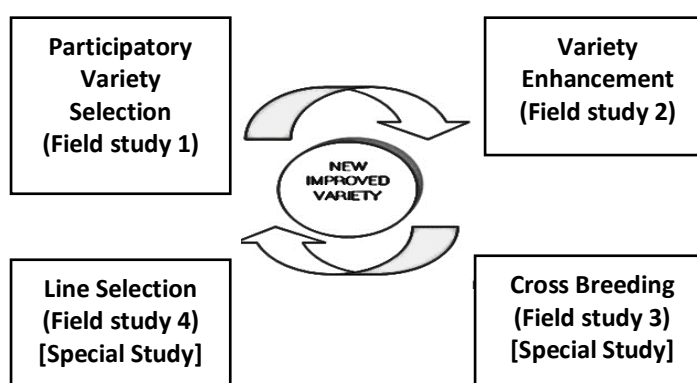 Participatory
Variety
Selection
(Field study 1)
Variety
Enhancement
(Field study 2)
NEW
IMPROVED
VARIETY
Line Selection
(Field study 4)
[Special Study]
Cross Breeding
(Field study 3)
[Special Study]